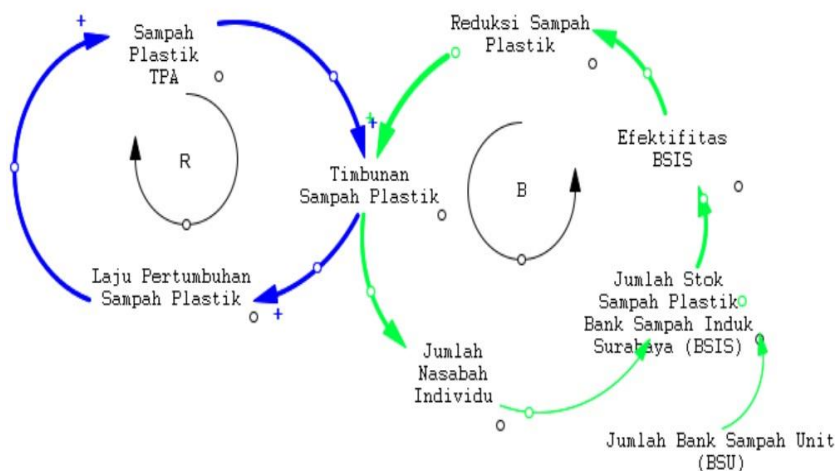 Sampah
Plastik
TPA
Reduksi Sampah
Plastik
Efektifitas
BSIS
R
B
Timbunan
Sampah Plastik
Laju Pertumbuhan
Sampah Plastik
Jumlah Stok
Sampah Plastik
Bank Sampah Induk
Surabaya (BSIS)
Jumlah
Nasabah
Individu
Jumlah Bank Sampah Unit
(BSU)